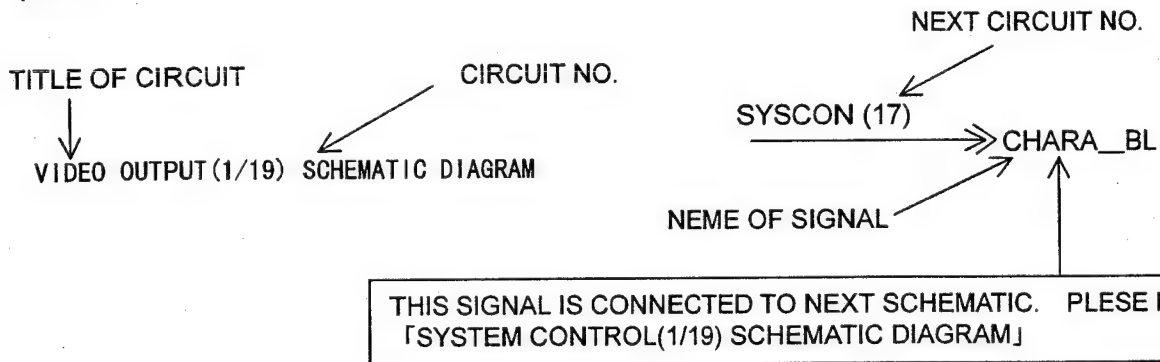 NEXT CIRCUIT NO.
TITLE OF CIRCUIT
CIRCUIT NO.
SYSCON (17)
CHARA__BL
VIDEO OUTPUT(1/19) SCHEMATIC DIAGRAM
NEME OF SIGNAL
THIS SIGNAL IS CONNECTED TO NEXT SCHEMATIC. PLESE
「SYSTEM CONTROL(1/19) SCHEMATIC DIAGRAM」